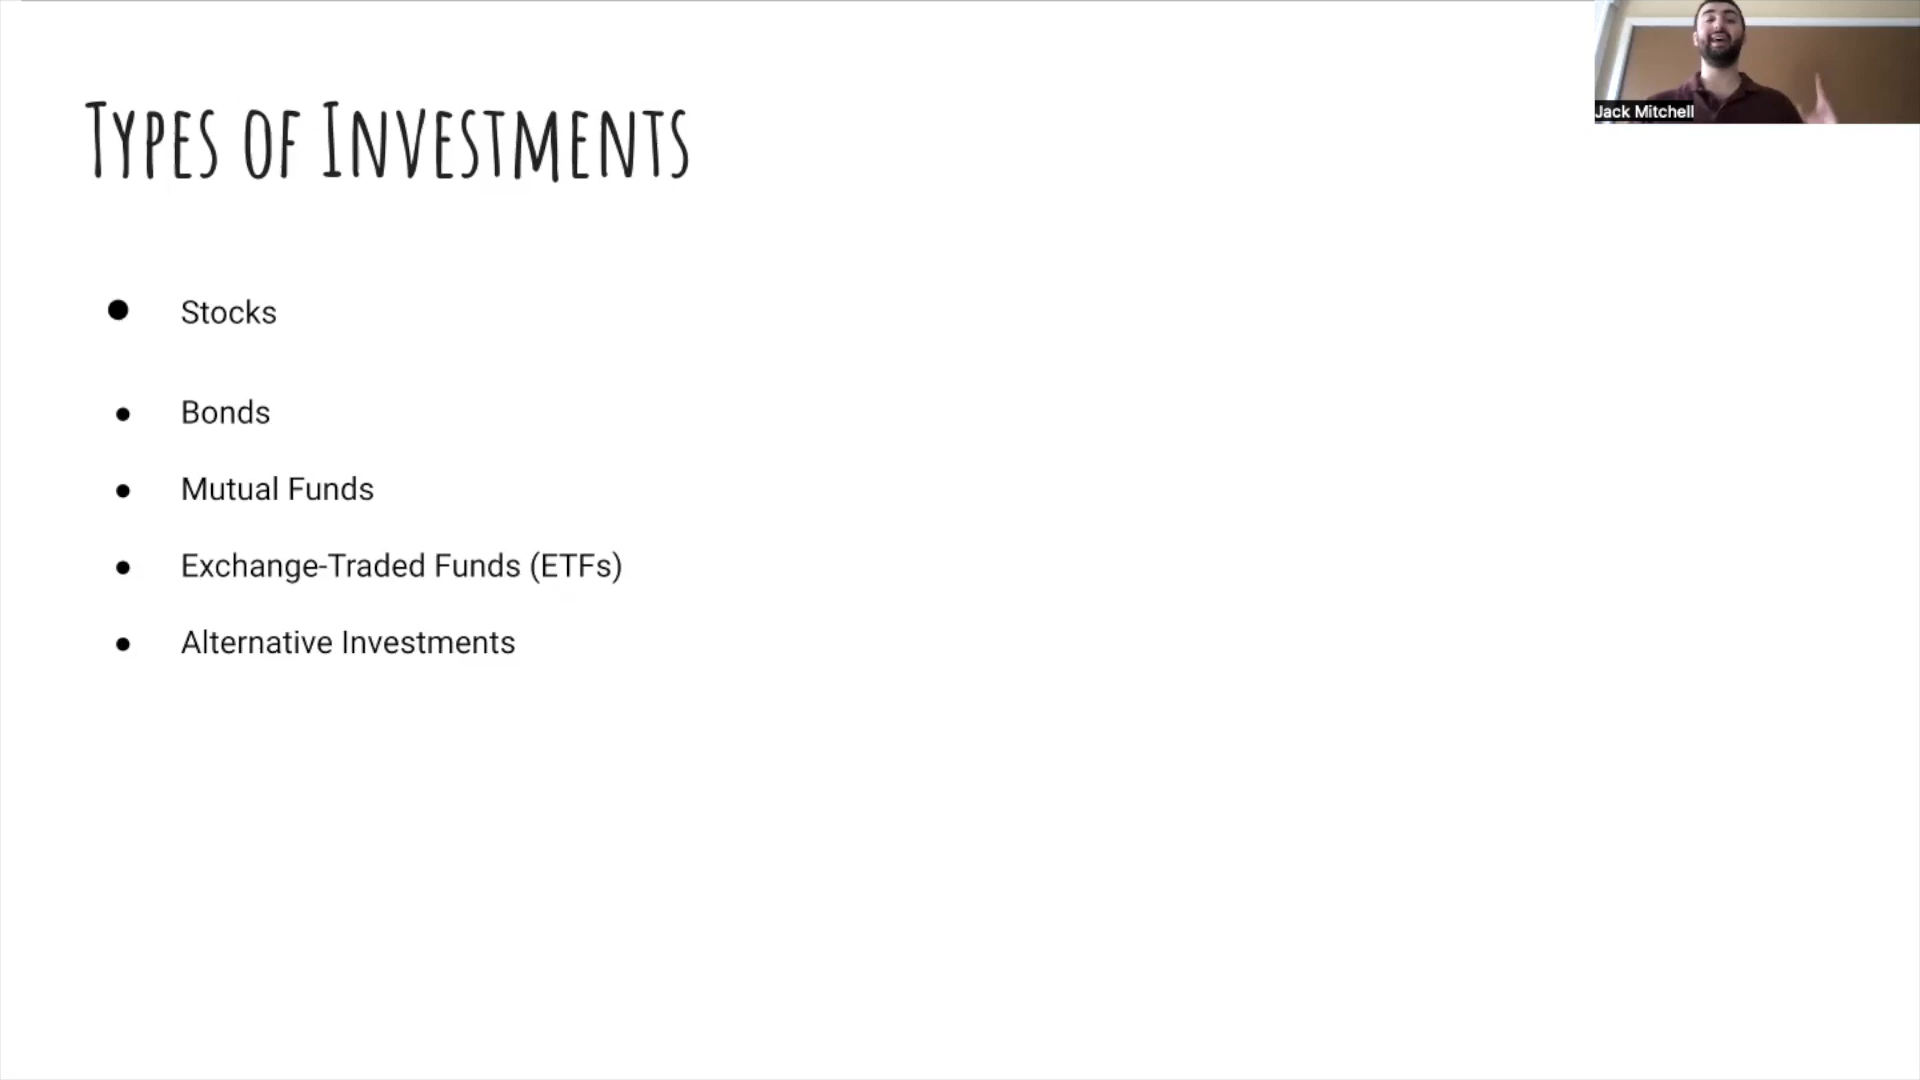 Types of Investments
Jack Mitchell
● Stocks
● Bonds
● Mutual Funds
● Exchange-Traded Funds (ETFs)
● Alternative Investments